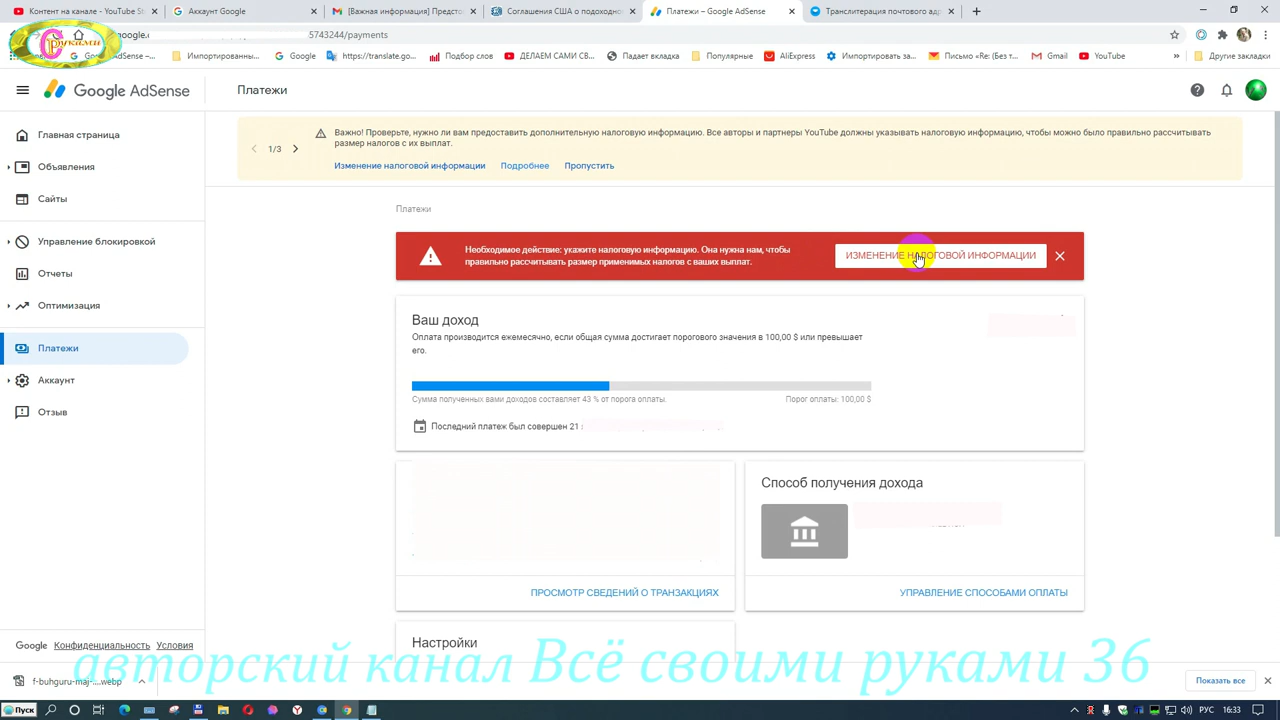 Контент на канале - YouTube St
Аккаунт Google
[Важная информация] Предста
Соглашения США о подоходно
Платежи – Google AdSense
Транслитерация почтового адр
5743244/payments
своими
С руками
Импортированны...
Google
https://translate.go...
Подбор слов
ДЕЛАЕМ САМИ СВ...
Падает вкладка
Популярные
AliExpress
Импортировать за...
Письмо «Re: (Без т...
Gmail
YouTube
»
Другие закладки
Google AdSense
Платежи
Главная страница
Объявления
Сайты
Управление блокировкой
Отчеты
Оптимизация
Платежи
Аккаунт
Отзыв
1/3
Важно! Проверьте, нужно ли вам предоставить дополнительную налоговую информацию. Все авторы и партнеры YouTube должны указывать налоговую информацию, чтобы можно было правильно рассчитывать
размер налогов с их выплат.
Изменение налоговой информации Подробнее Пропустить
Платежи
Необходимое действие: укажите налоговую информацию. Она нужна нам, чтобы
правильно рассчитывать размер применимых налогов с ваших выплат.
ИЗМЕНЕНИЕ НАЛОГОВОЙ ИНФОРМАЦИИ
Ваш доход
Оплата производится ежемесячно, если общая сумма достигает порогового значения в 100,00 $ или превышает
его.
Сумма полученных вами доходов составляет 43 % от порога оплаты.
Порог оплаты: 100,00 $
Последний платеж был совершен 21
ПРОСМОТР СВЕДЕНИЙ О ТРАНЗАКЦИЯХ
Способ получения дохода
УПРАВЛЕНИЕ СПОСОБАМИ ОПЛАТЫ
Настройки
Google Конфиденциальность Условия
авторский канал Всё своими руками 36
f-buhguru-maj-....webp
Показать все
Пуск
РУС 16:33